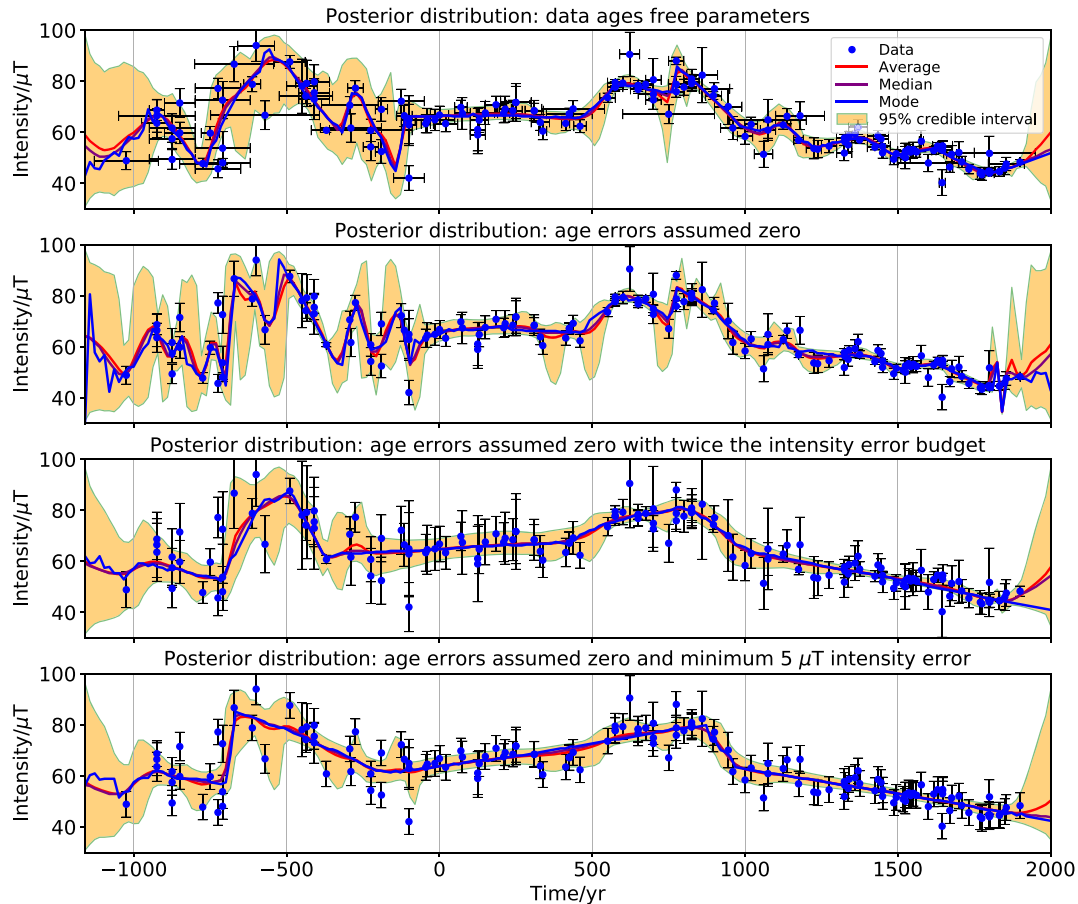 Posterior distribution: data ages free parameters
100
80
60
40
Intensity/μT
Data
Average
Median
Mode
95% credible interval
Posterior distribution: age errors assumed zero
100
80
60
40
Intensity/μT
Posterior distribution: age errors assumed zero with twice the intensity error budget
100
80
60
40
Intensity/μT
Posterior distribution: age errors assumed zero and minimum 5 μT intensity error
100
80
60
40
Intensity/μT
−1000 −500 0 500 1000 1500 2000
Time/yr